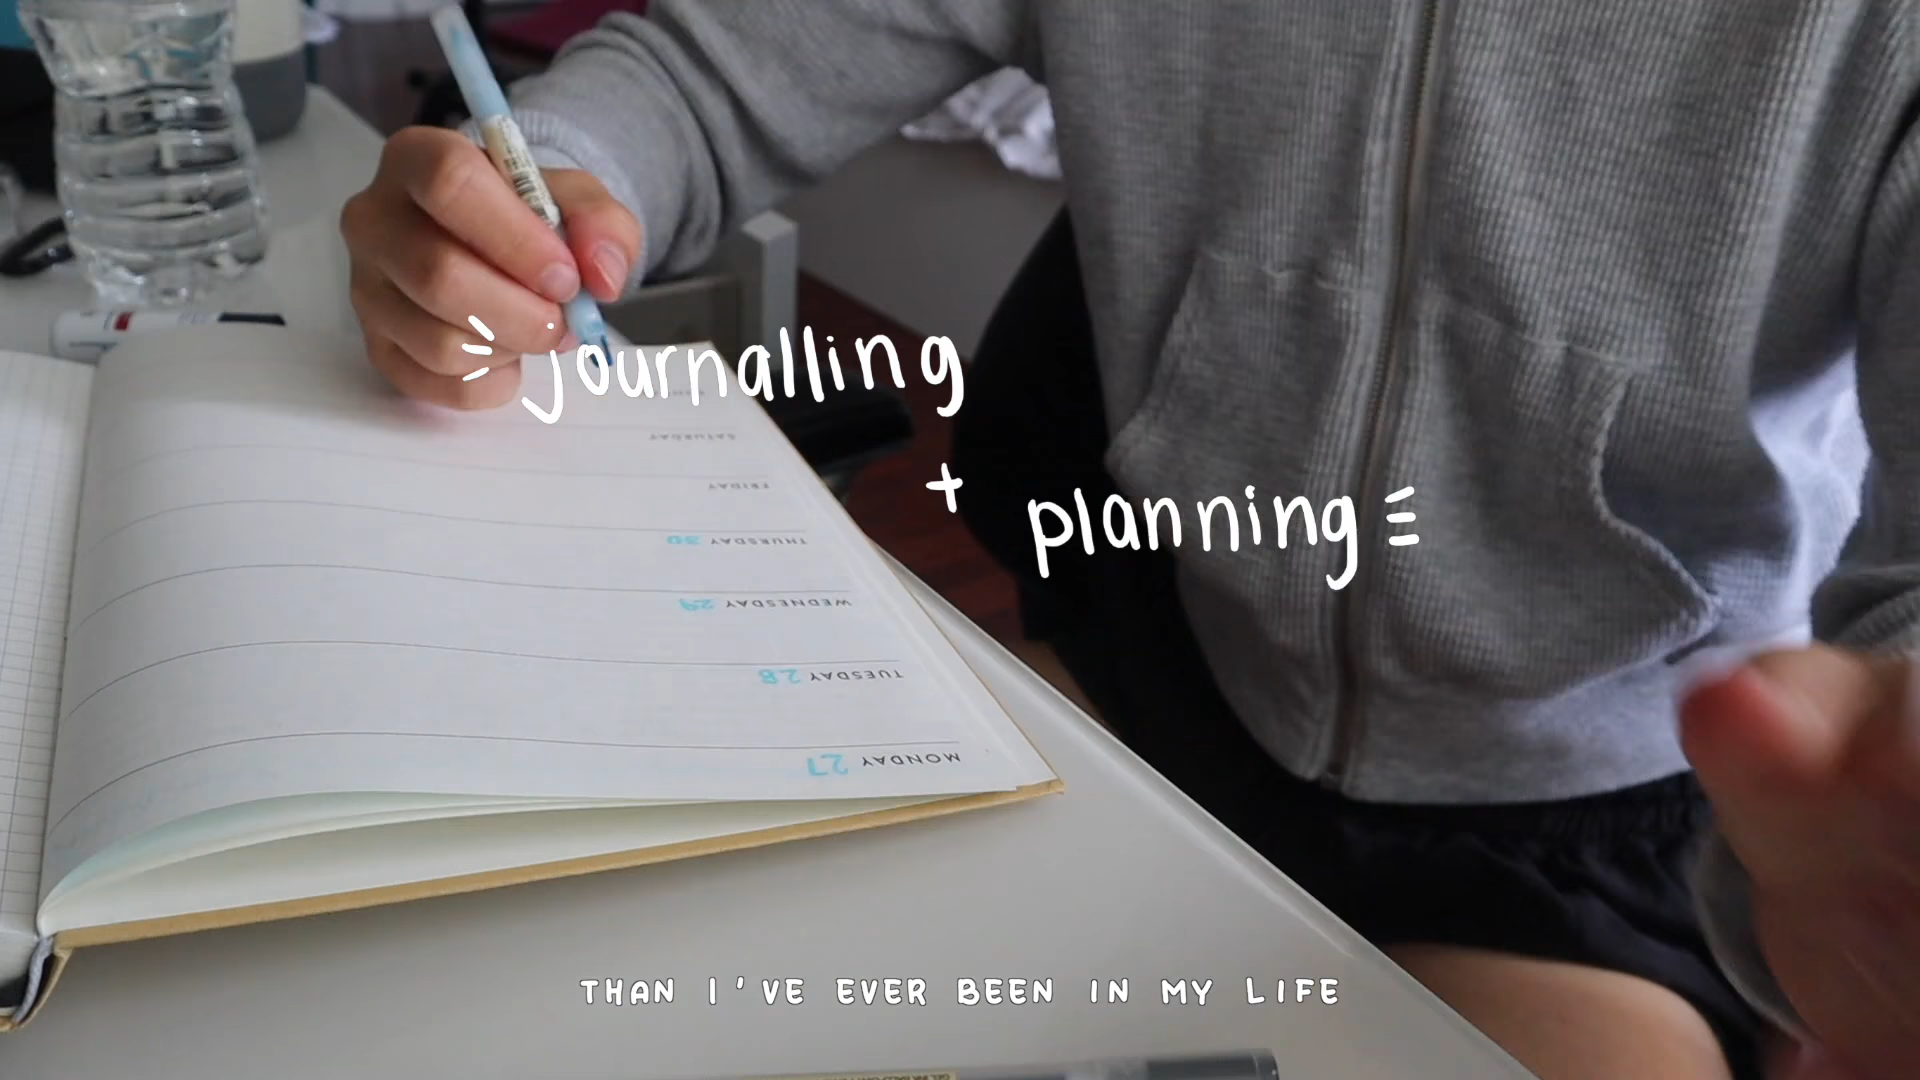 journalling
+ planning
SATURDAY
FRIDAY
THURSDAY 30
WEDNESDAY 29
TUESDAY 28
MONDAY 27
THAN I'VE EVER BEEN IN MY LIFE